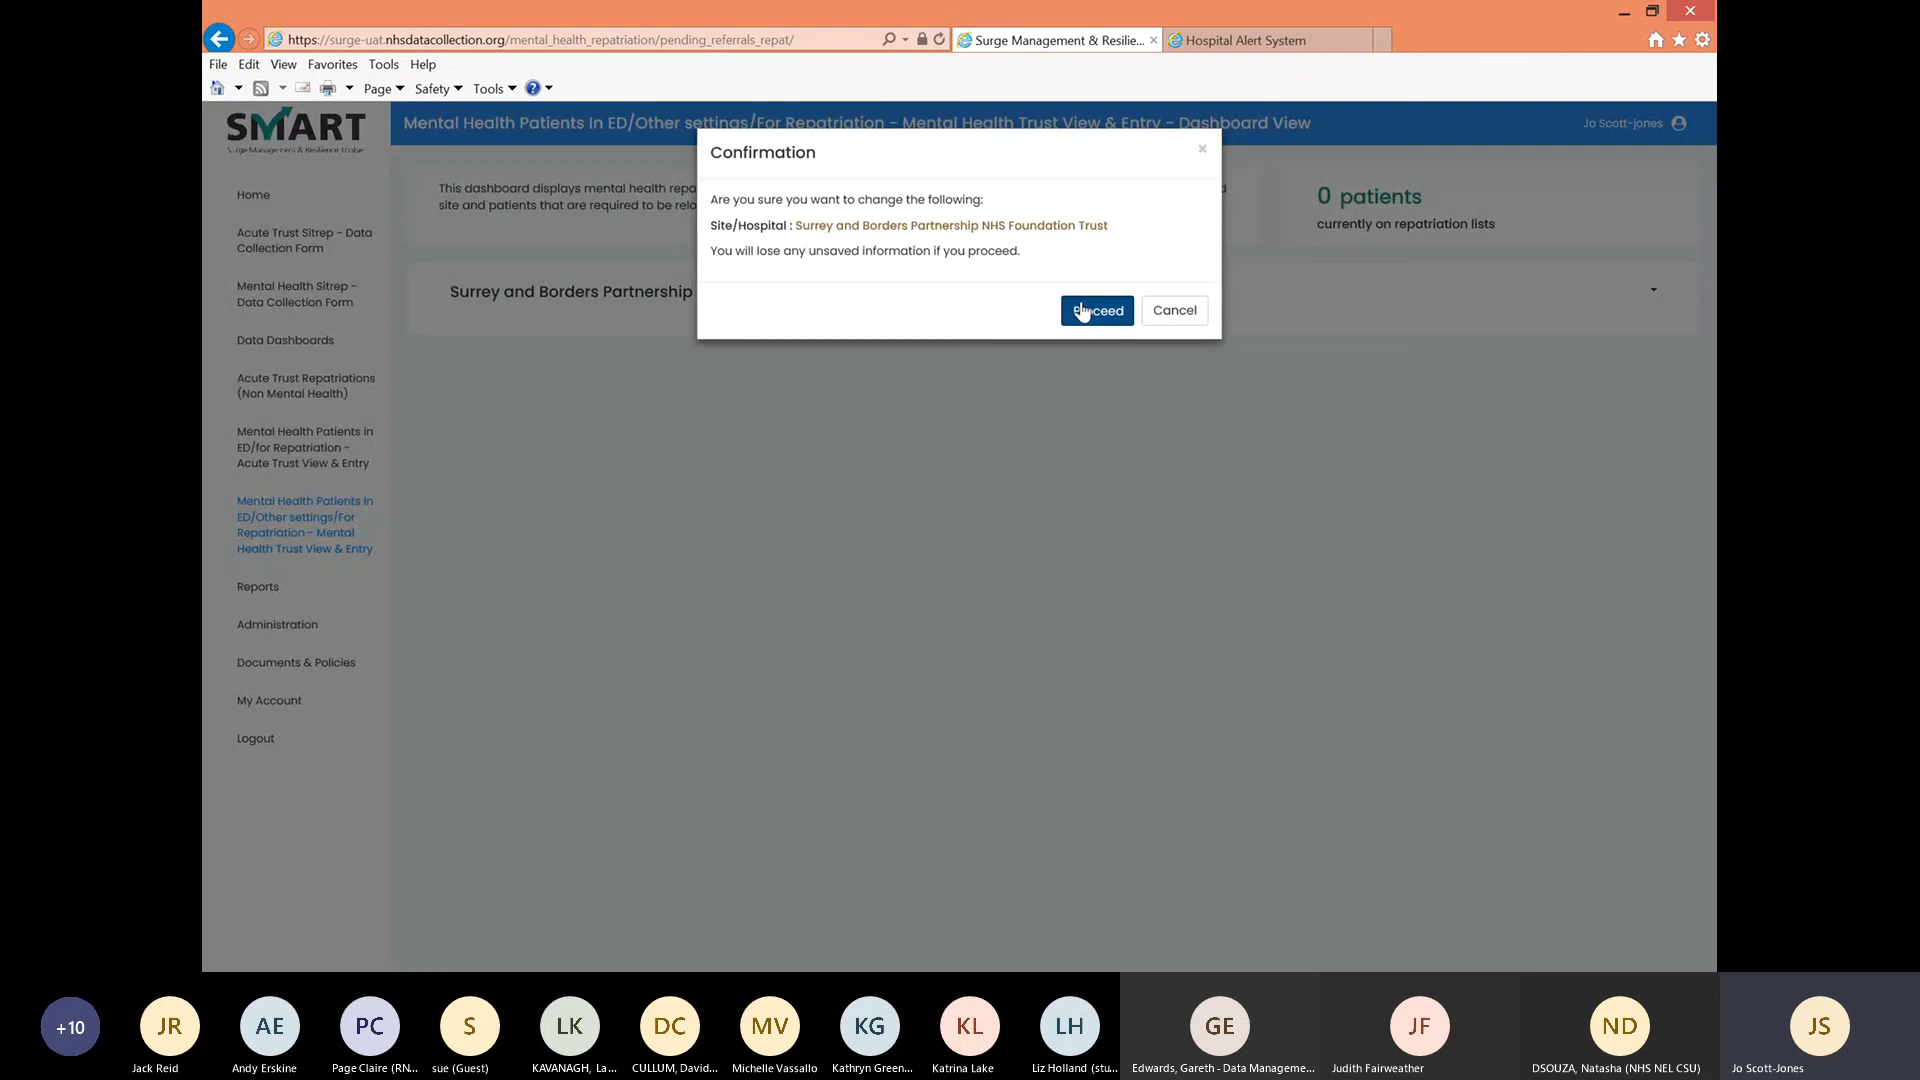 https://surge-uat.nhsdatacollection.org/mental_health_repatriation/pending_referrals_repat/
Surge Management & Resilie...
Hospital Alert System
File Edit View Favorites Tools Help
Page Safety Tools
SMART
Surge Management & Resilience Toolset
Mental Health Patients In ED/Other settings/For Repatriation - Mental Health Trust View & Entry - Dashboard View
Jo Scott-jones
Home
Acute Trust Sitrep - Data
Collection Form
Mental Health Sitrep -
Data Collection Form
Data Dashboards
Acute Trust Repatriations
(Non Mental Health)
Mental Health Patients in
ED/for Repatriation -
Acute Trust View & Entry
Mental Health Patients In
ED/Other settings/For
Repatriation - Mental
Health Trust View & Entry
Reports
Administration
Documents & Policies
My Account
Logout
This dashboard displays mental health repa
site and patients that are required to be relo
0 patients
currently on repatriation lists
Surrey and Borders Partnership
Confirmation
×
Are you sure you want to change the following:
Site/Hospital : Surrey and Borders Partnership NHS Foundation Trust
You will lose any unsaved information if you proceed.
Proceed
Cancel
+10
JR
AE
PC
S
LK
DC
MV
KG
KL
LH
GE
JF
ND
JS
Jack Reid
Andy Erskine
Page Claire (RN...
sue (Guest)
KAVANAGH, La...
CULLUM, David...
Michelle Vassallo
Kathryn Green...
Katrina Lake
Liz Holland (stu...
Edwards, Gareth - Data Manageme...
Judith Fairweather
DSOUZA, Natasha (NHS NEL CSU)
Jo Scott-Jones